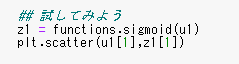 ## 試してみよう
z1 = functions.sigmoid(u1)
plt.scatter(u1[1],z1[1])